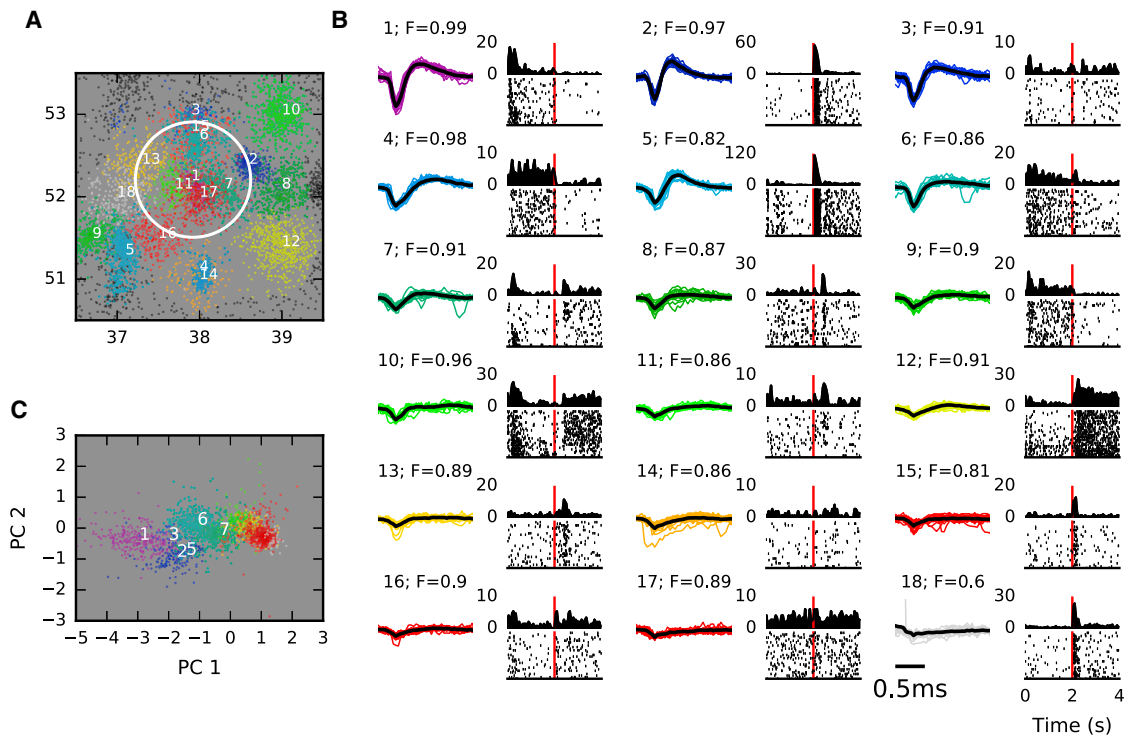 A
53
52
51
37 38 39
3
15
6
10
13
2
1
11 7
17
8
18
16
9
5
12
4
14
B
1; F=0.99
20
0
2; F=0.97
60
0
3; F=0.91
10
0
4; F=0.98
10
0
5; F=0.82
120
0
6; F=0.86
20
0
7; F=0.91
20
0
8; F=0.87
30
0
9; F=0.9
20
0
10; F=0.96
30
0
11; F=0.86
10
0
12; F=0.91
30
0
13; F=0.89
20
0
14; F=0.86
10
0
15; F=0.81
20
0
16; F=0.9
10
0
17; F=0.89
10
0
18; F=0.6
30
0
0.5ms
0 2 4
Time (s)
C
PC 2
3
2
1
0
−1
−2
−3
1 3 6 7
2 5
−5 −4 −3 −2 −1 0 1 2 3
PC 1